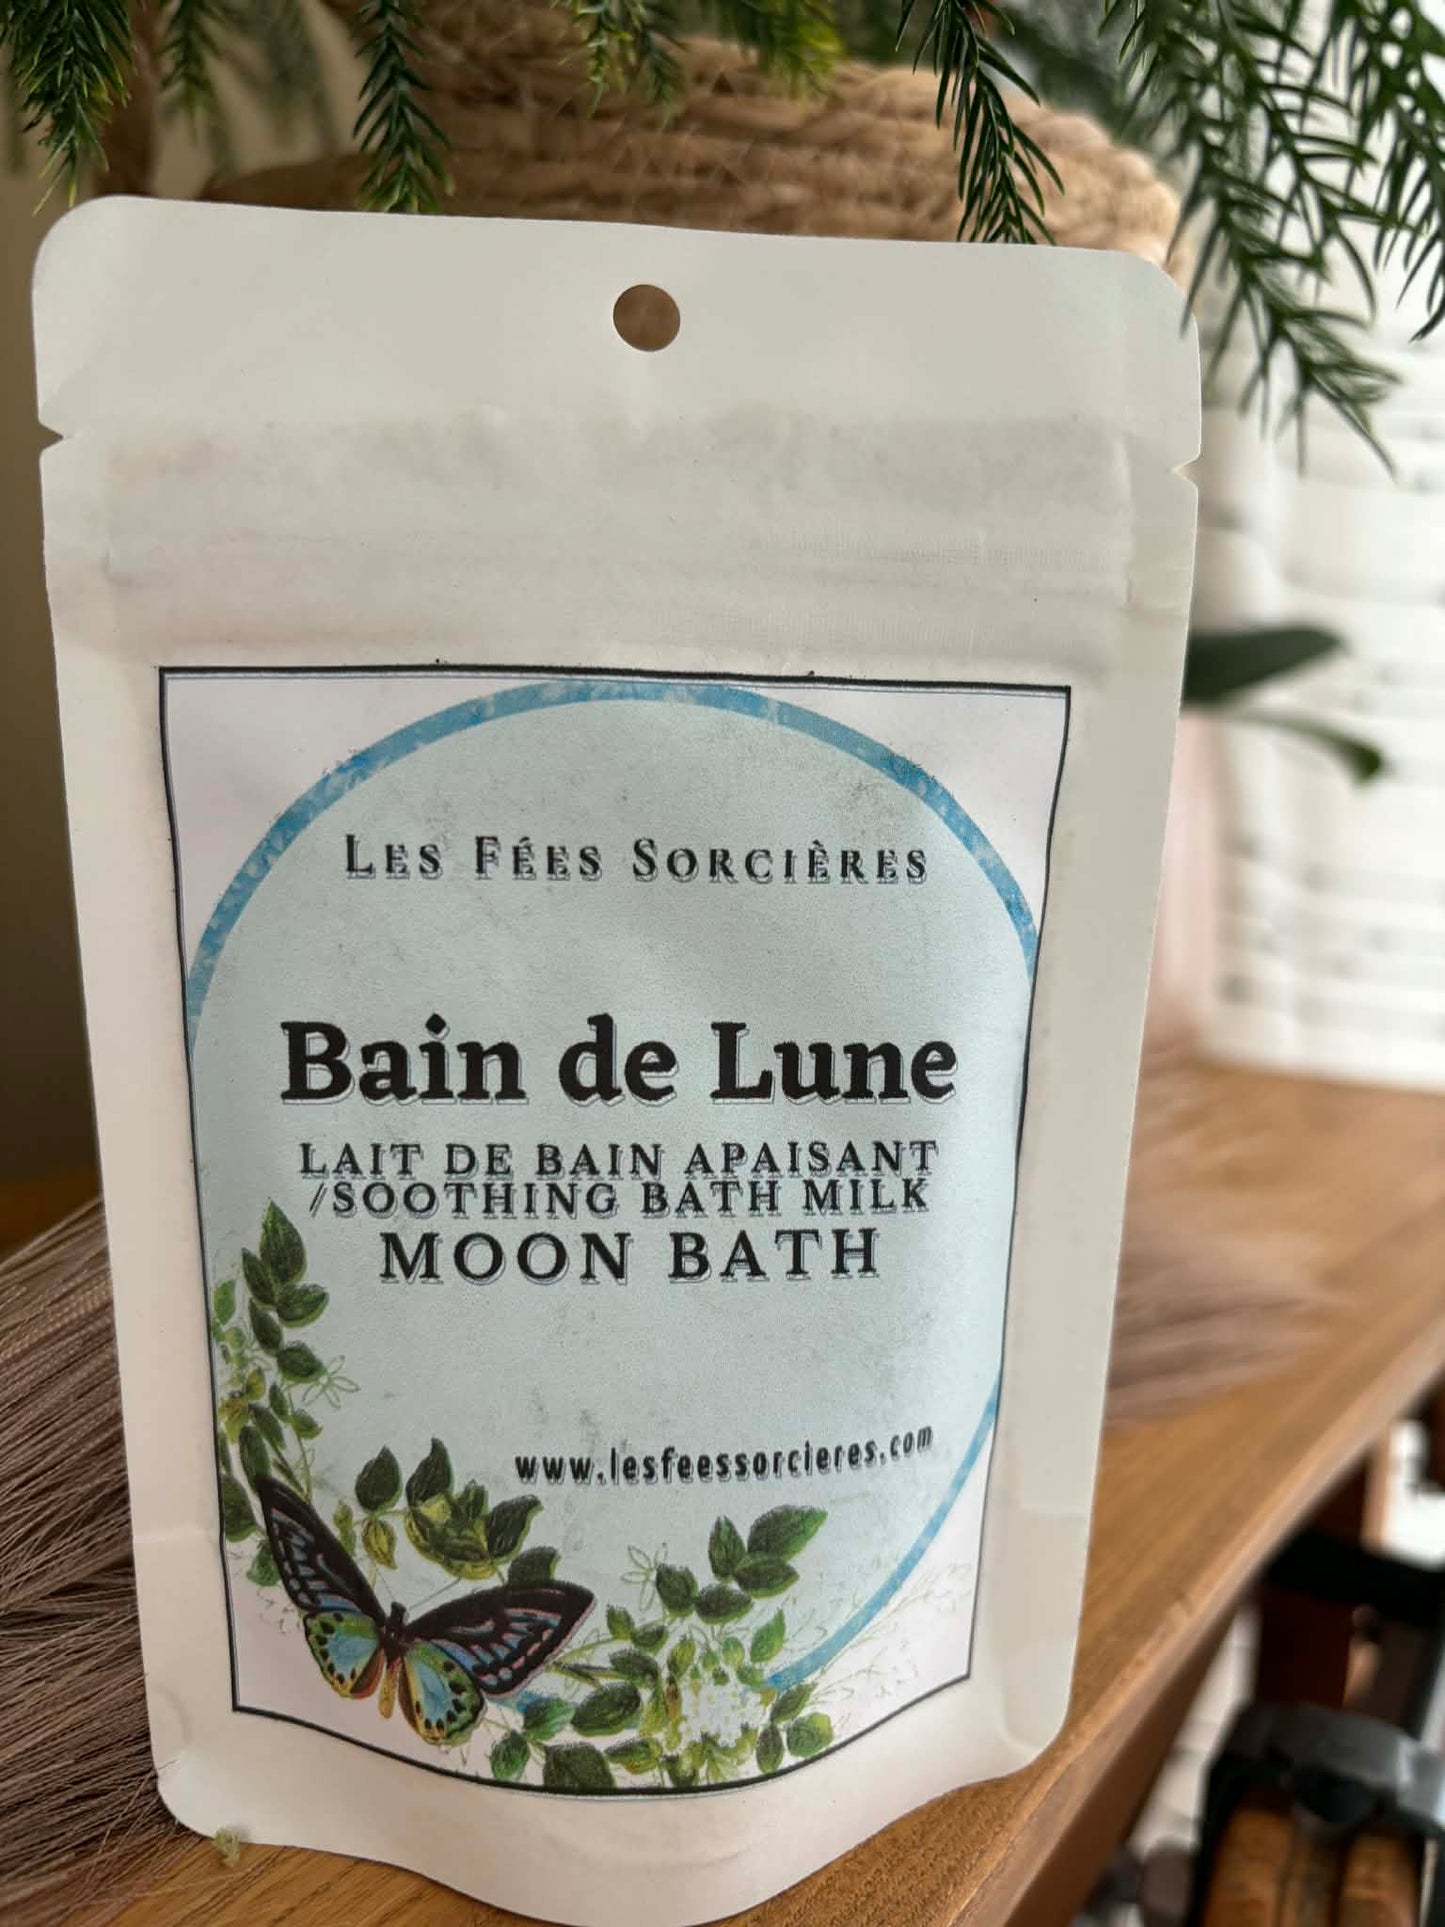 Les Fées Sorcières
Bain de Lune
LAIT DE BAIN APAISANT
/SOOTHING BATH MILK
MOON BATH
www.lesfeessorcieres.com